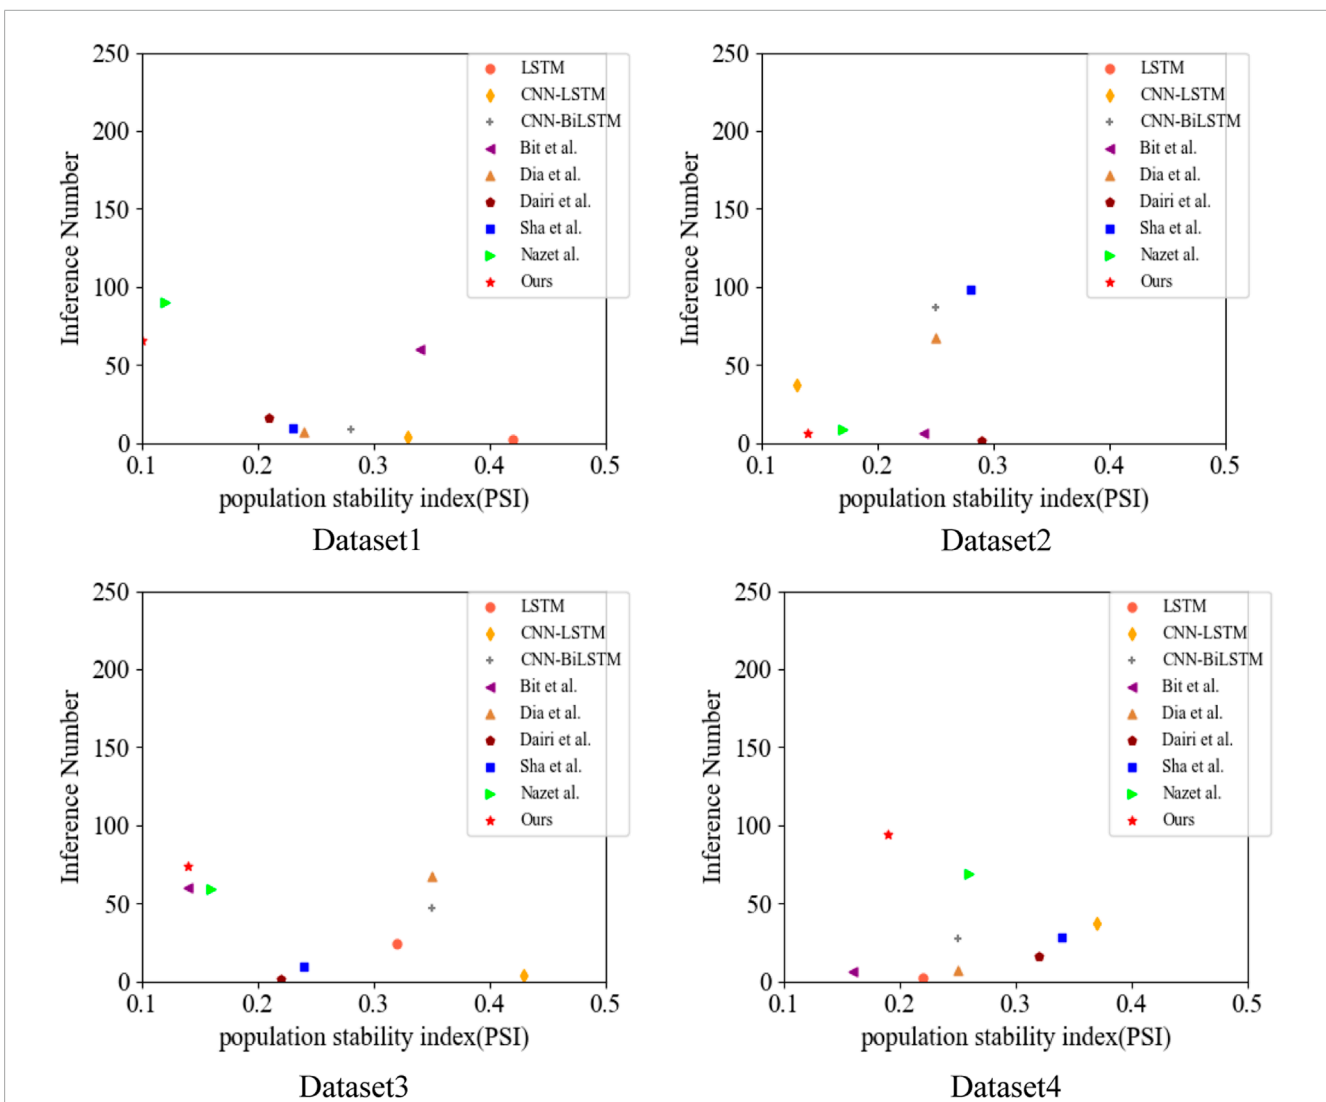 250
200
150
100
50
0
Inference Number
0.1 0.2 0.3 0.4 0.5
population stability index(PSI)
LSTM
CNN-LSTM
CNN-BiLSTM
Bit et al.
Dia et al.
Dairi et al.
Sha et al.
Nazet al.
Ours
Dataset1
250
200
150
100
50
0
Inference Number
0.1 0.2 0.3 0.4 0.5
population stability index(PSI)
LSTM
CNN-LSTM
CNN-BiLSTM
Bit et al.
Dia et al.
Dairi et al.
Sha et al.
Nazet al.
Ours
Dataset2
250
200
150
100
50
0
Inference Number
0.1 0.2 0.3 0.4 0.5
population stability index(PSI)
LSTM
CNN-LSTM
CNN-BiLSTM
Bit et al.
Dia et al.
Dairi et al.
Sha et al.
Nazet al.
Ours
Dataset3
250
200
150
100
50
0
Inference Number
0.1 0.2 0.3 0.4 0.5
population stability index(PSI)
LSTM
CNN-LSTM
CNN-BiLSTM
Bit et al.
Dia et al.
Dairi et al.
Sha et al.
Nazet al.
Ours
Dataset4